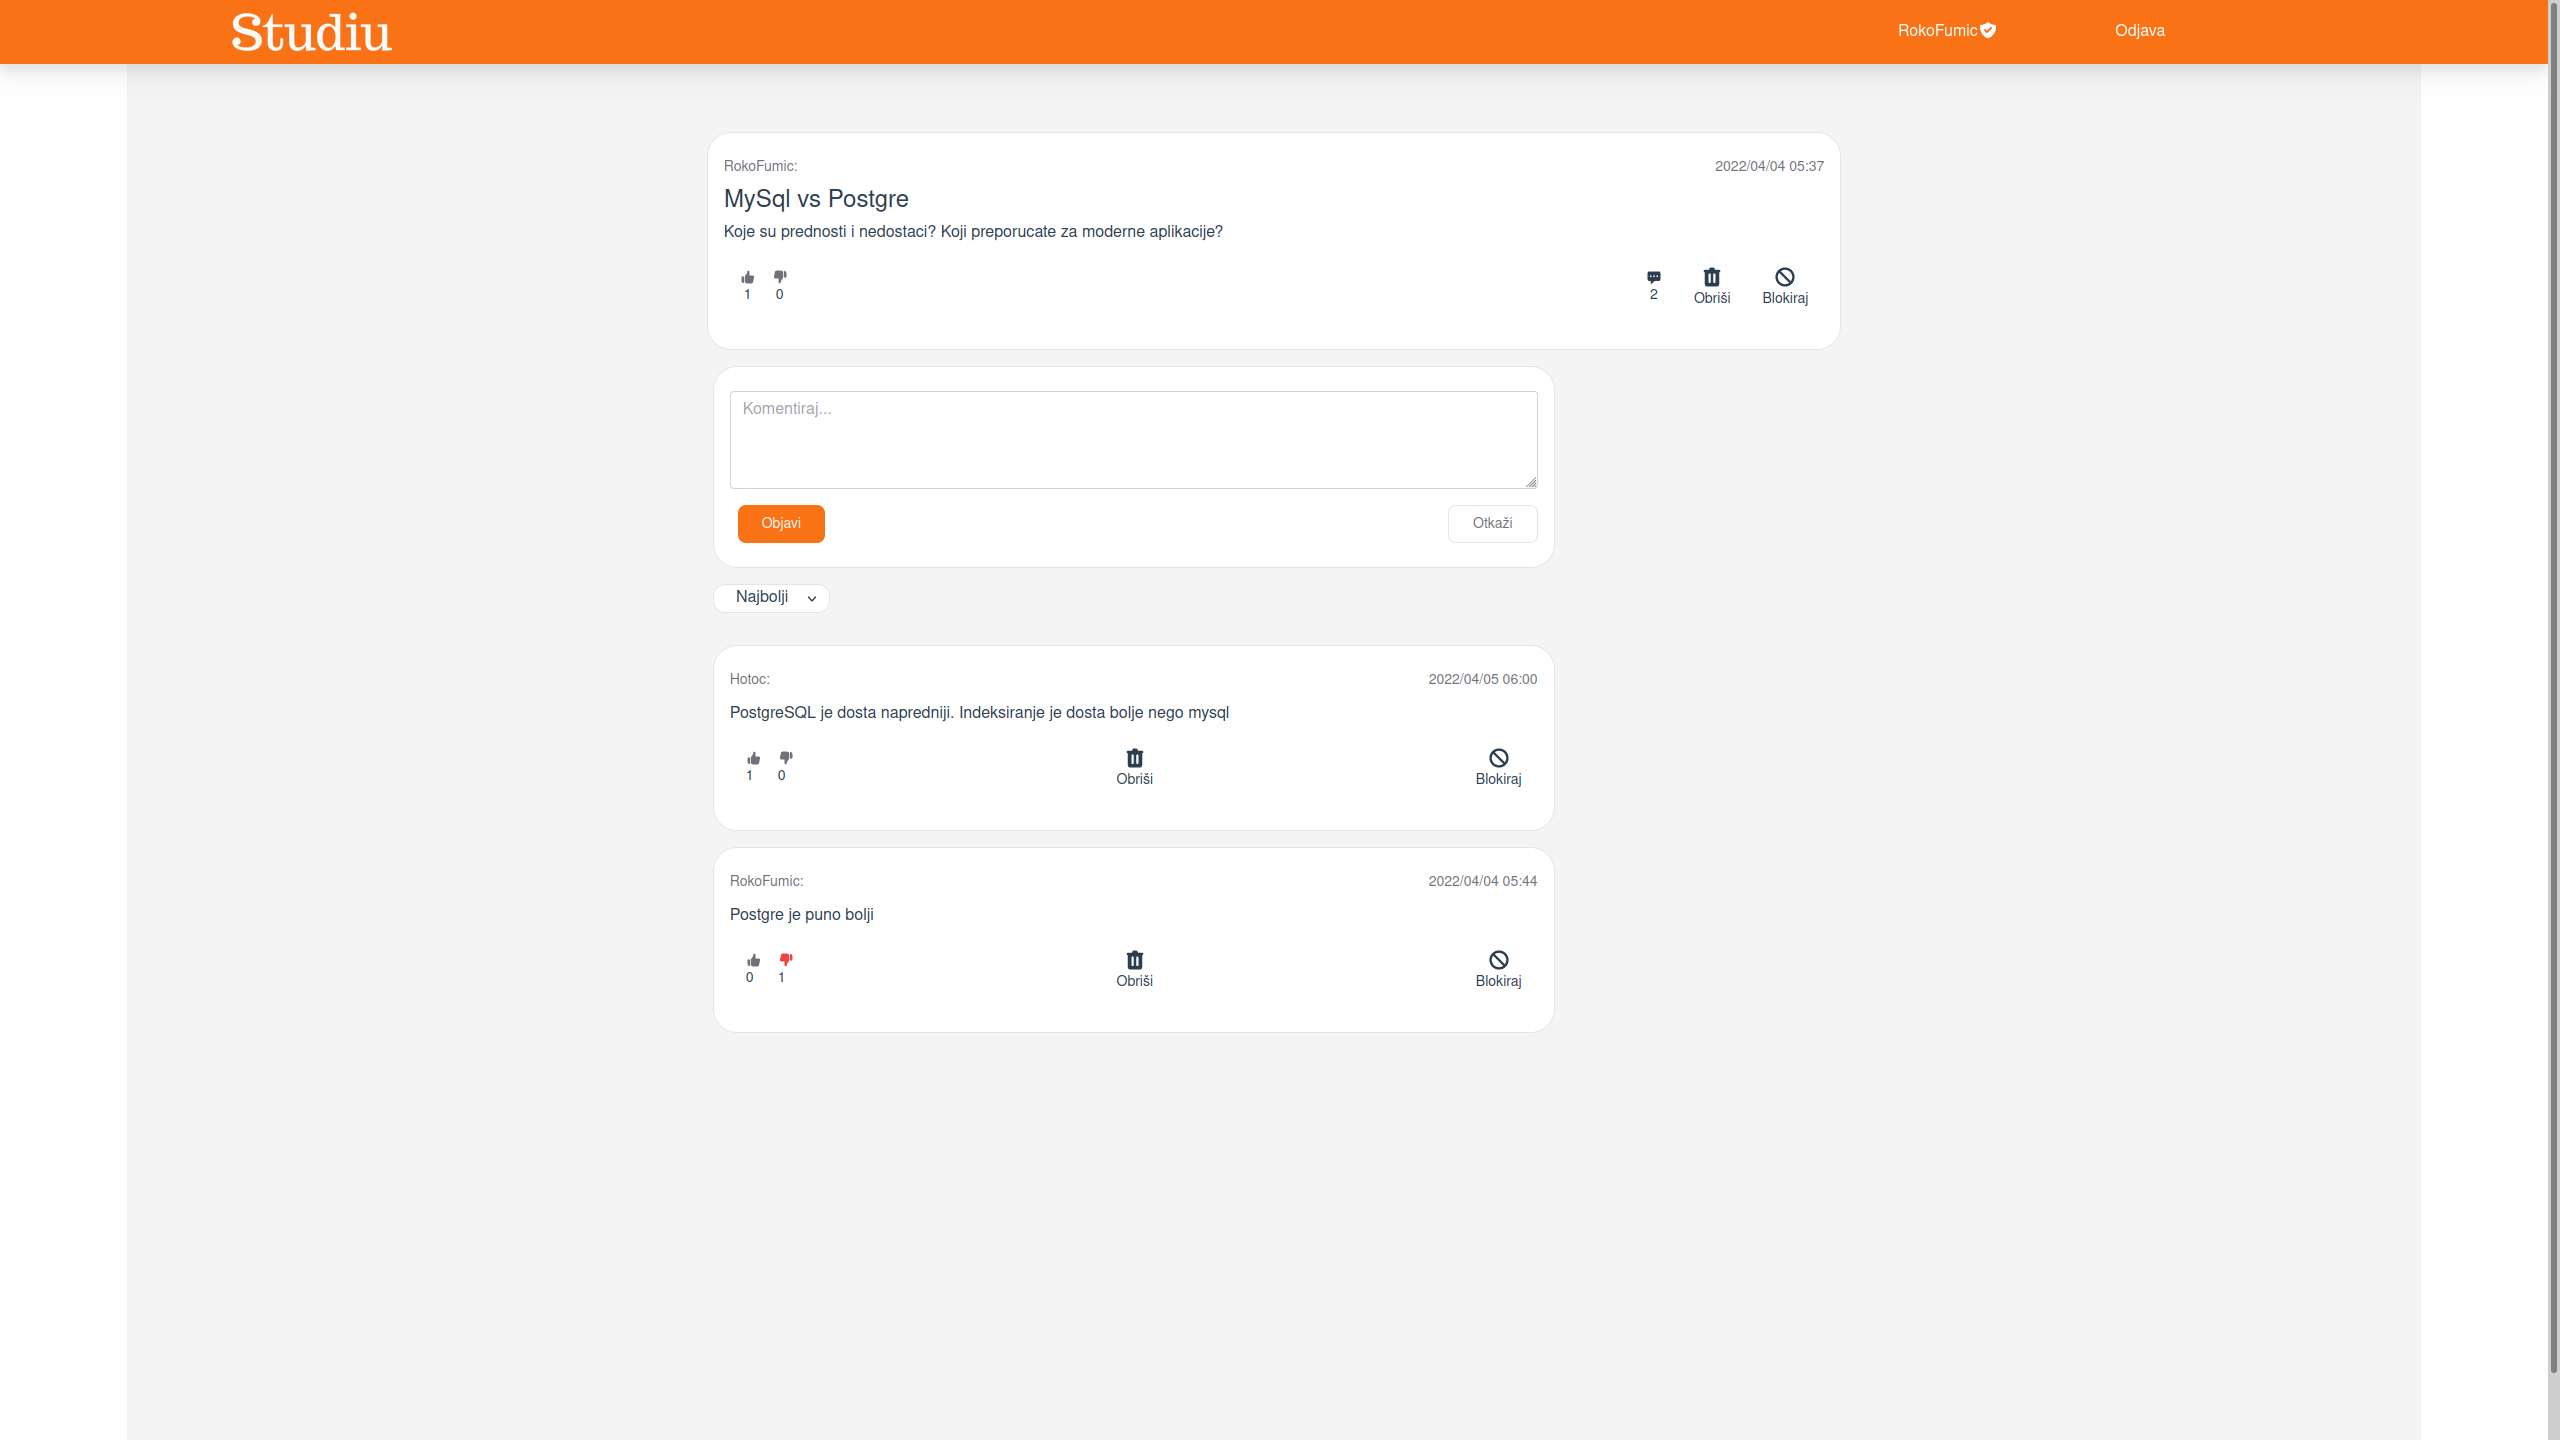 Studiu
RokoFumic
Odjava
RokoFumic:
2022/04/04 05:37
MySql vs Postgre
Koje su prednosti i nedostaci? Koji preporucate za moderne aplikacije?
1 0 2 Obriši Blokiraj
Komentiraj...
Objavi
Otkaži
Najbolji
Hotoc:
2022/04/05 06:00
PostgreSQL je dosta napredniji. Indeksiranje je dosta bolje nego mysql
1 0 Obriši Blokiraj
RokoFumic:
2022/04/04 05:44
Postgre je puno bolji
0 1 Obriši Blokiraj